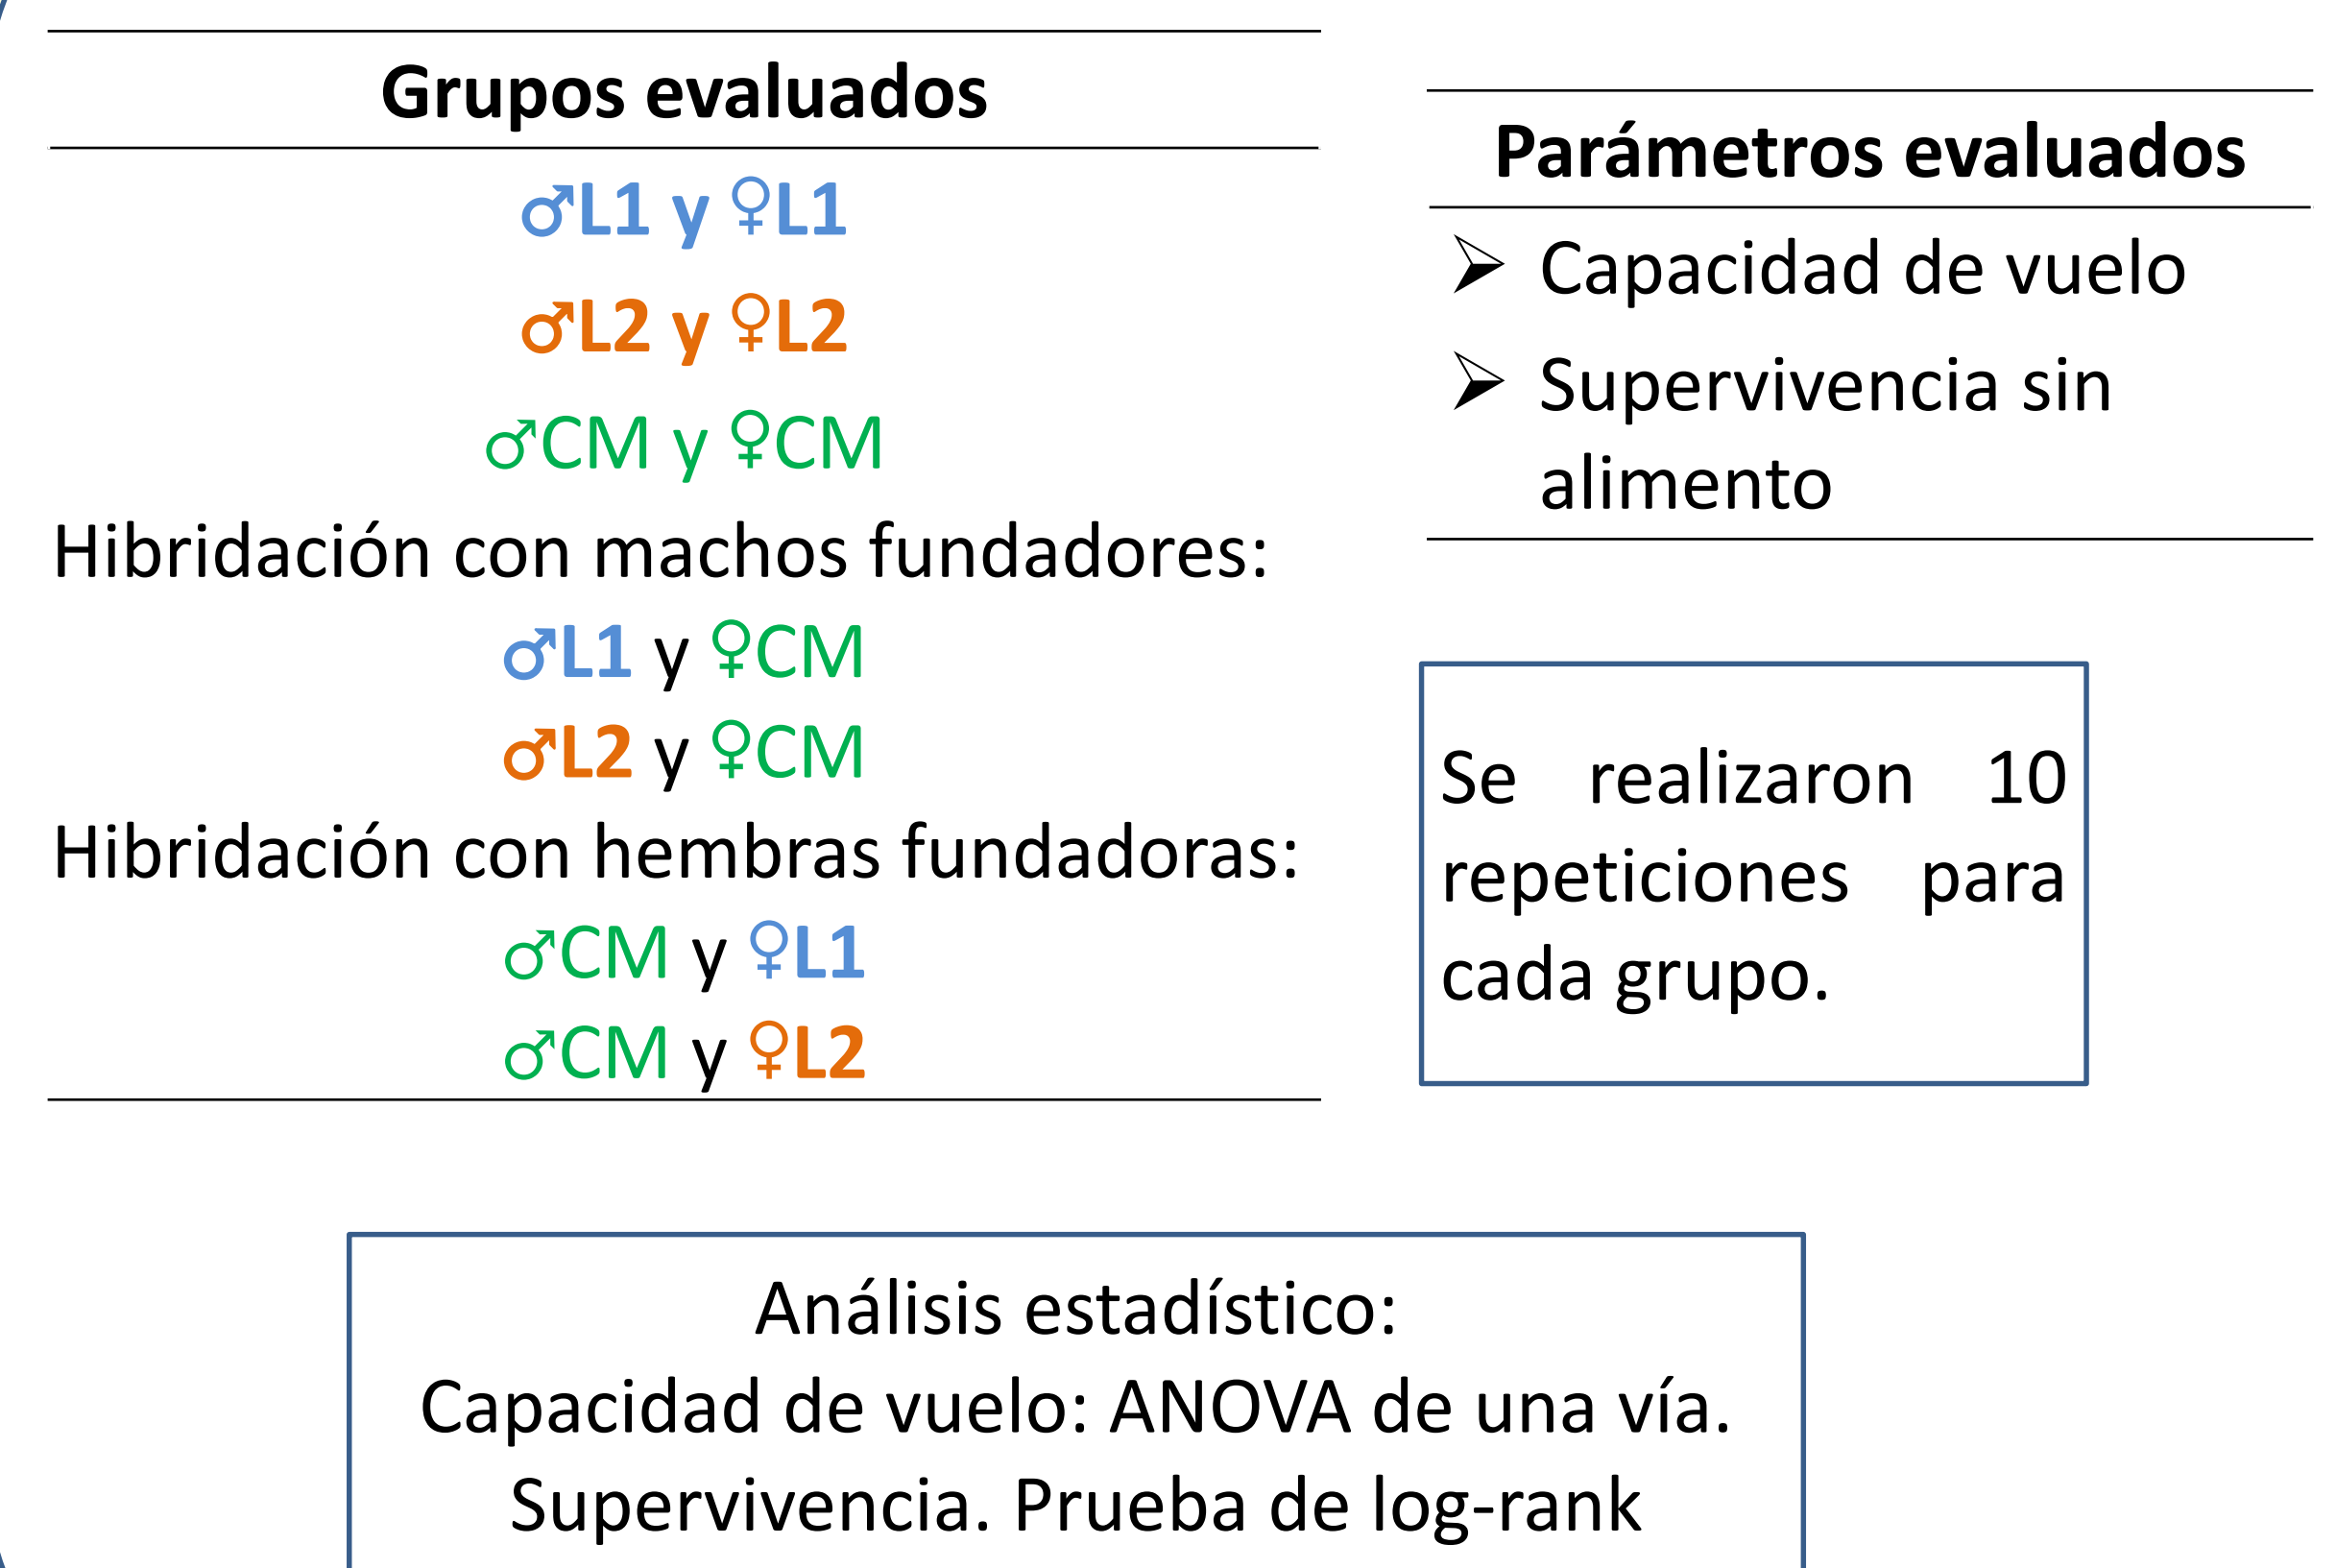 Grupos evaluados
♂L1 y ♀L1
♂L2 y ♀L2
♂CM y ♀CM
Hibridación con machos fundadores:
♂L1 y ♀CM
♂L2 y ♀CM
Hibridación con hembras fundadoras:
♂CM y ♀L1
♂CM y ♀L2
Parámetros evaluados
➢ Capacidad de vuelo
➢ Supervivencia sin
alimento
Se realizaron 10
repeticiones para
cada grupo.
Análisis estadístico:
Capacidad de vuelo: ANOVA de una vía.
Supervivencia. Prueba de log-rank